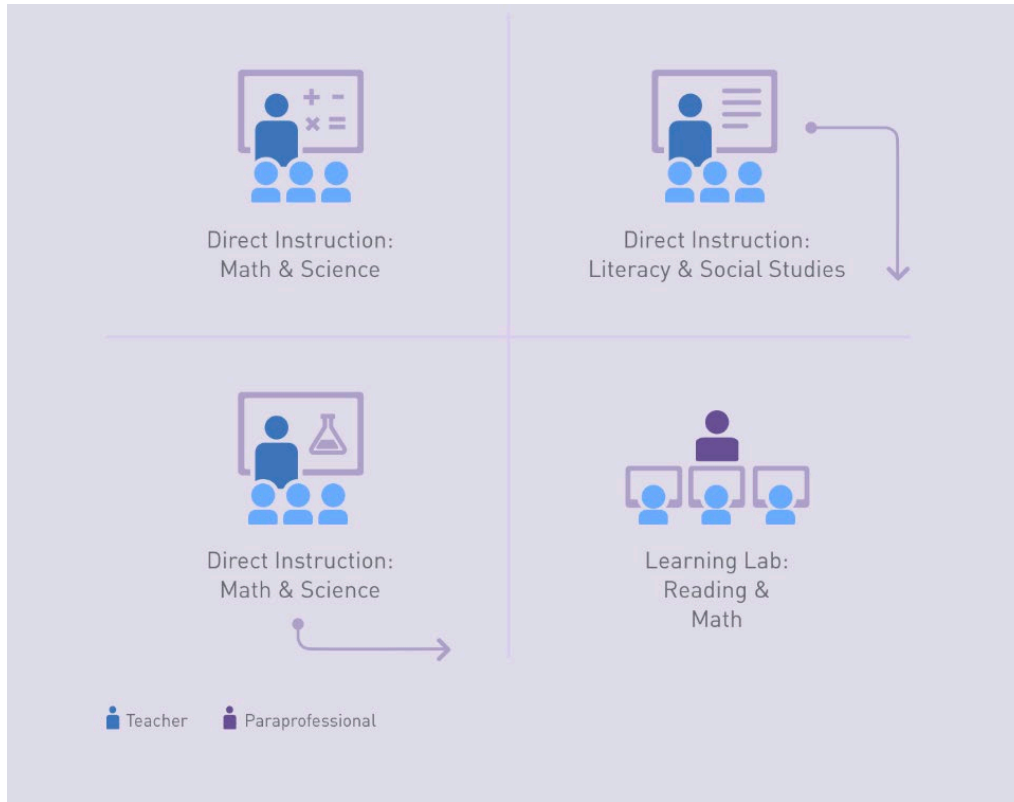 Direct Instruction:
Math & Science
Direct Instruction:
Literacy & Social Studies
Direct Instruction:
Math & Science
Learning Lab:
Reading &
Math
Teacher
Paraprofessional